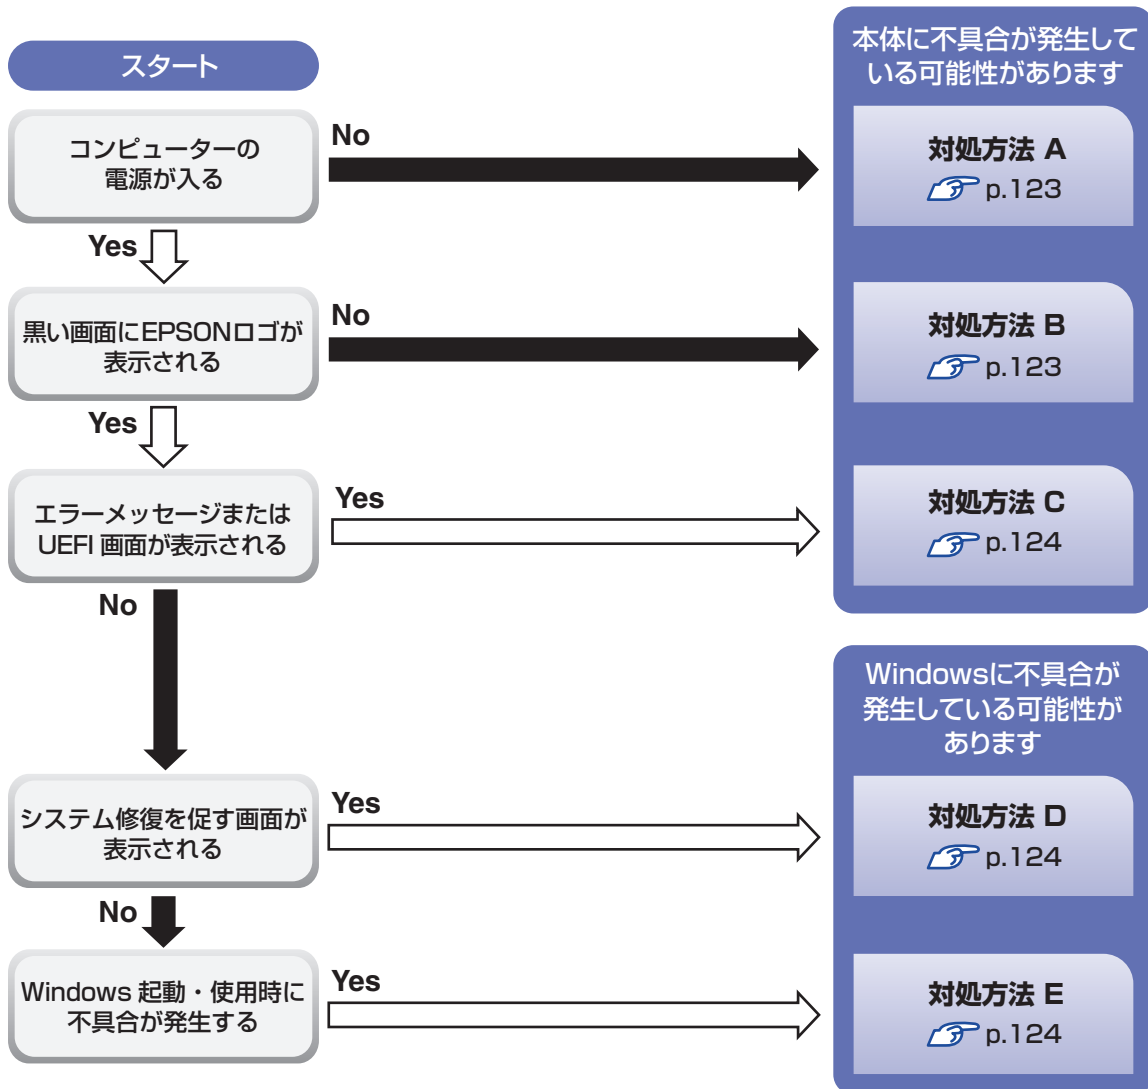 スタート
コンピューターの
電源が入る
No
本体に不具合が発生して
いる可能性があります
対処方法 A
p.123
Yes
黒い画面にEPSONロゴが
表示される
No
対処方法 B
p.123
Yes
エラーメッセージまたは
UEFI 画面が表示される
Yes
対処方法 C
p.124
No
Windowsに不具合が
発生している可能性が
あります
システム修復を促す画面が
表示される
Yes
対処方法 D
p.124
No
Windows 起動・使用時に
不具合が発生する
Yes
対処方法 E
p.124